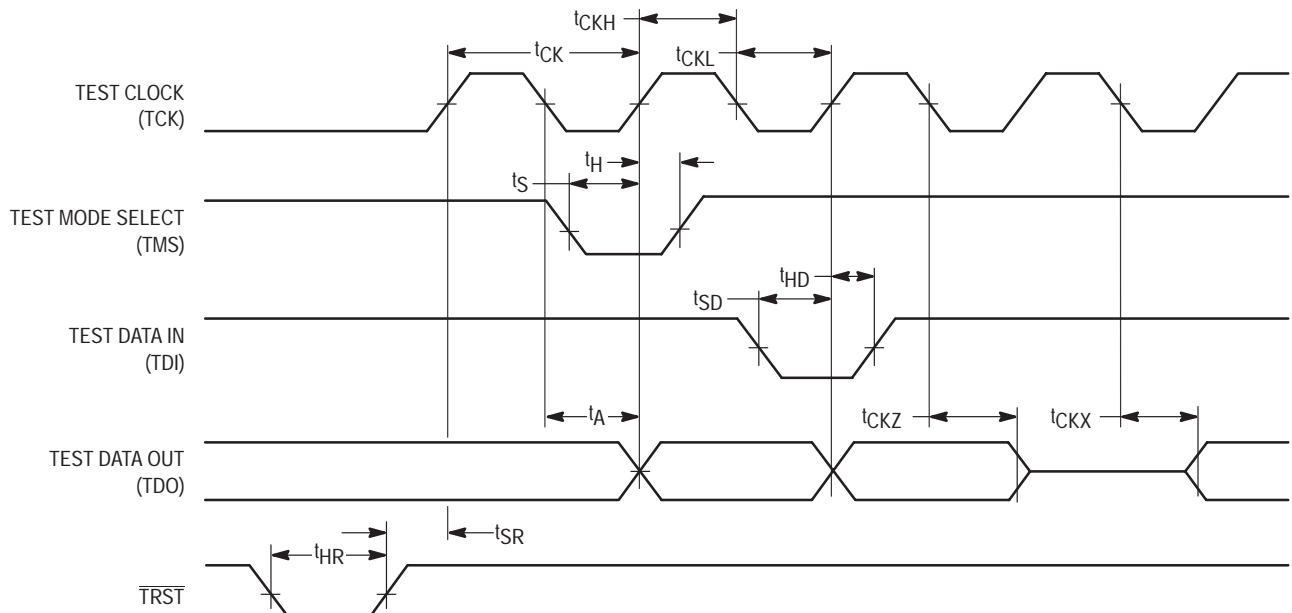 tCKH
tCK
tCKL
TEST CLOCK
(TCK)
tH
tS
TEST MODE SELECT
(TMS)
tHD
tSD
TEST DATA IN
(TDI)
tA
tCKZ
tCKX
TEST DATA OUT
(TDO)
tSR
tHR
TRST